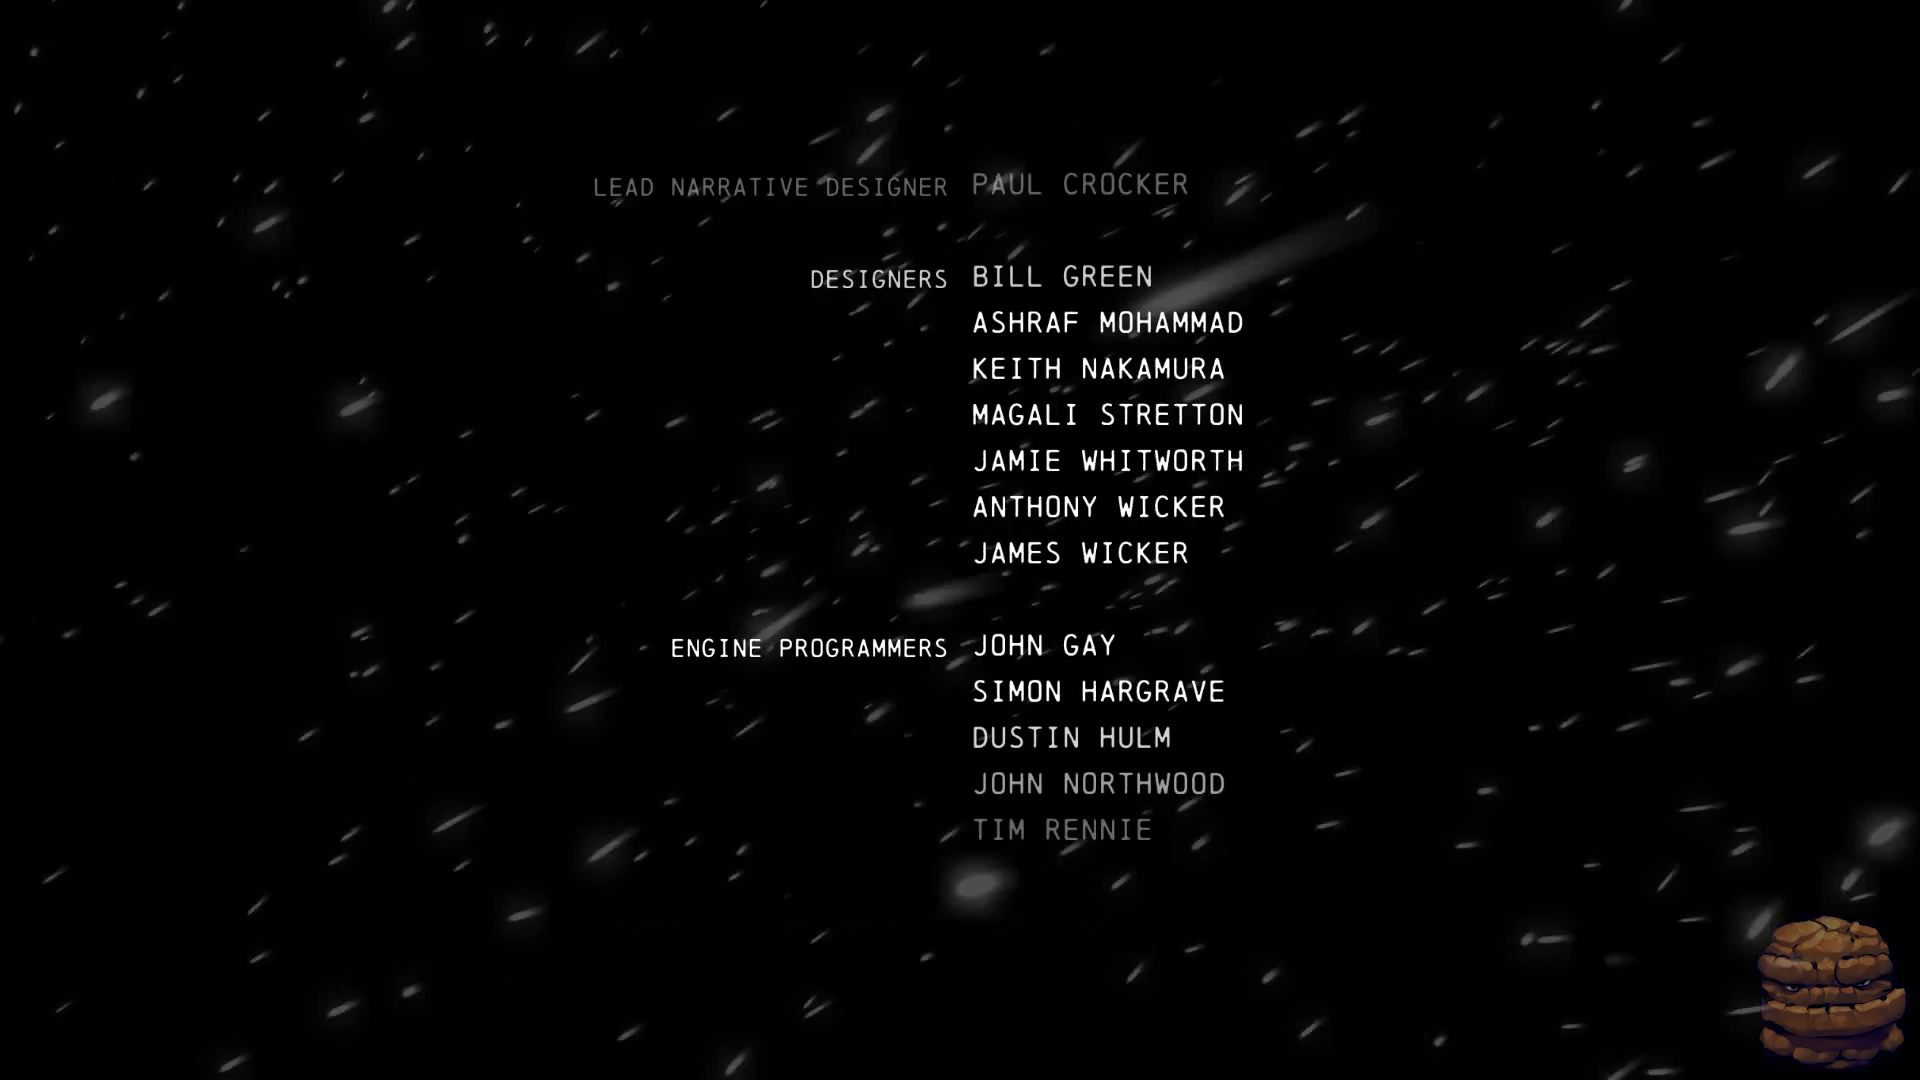 LEAD NARRATIVE DESIGNER PAUL CROCKER
DESIGNERS BILL GREEN
ASHRAF MOHAMMAD
KEITH NAKAMURA
MAGALI STRETTON
JAMIE WHITWORTH
ANTHONY WICKER
JAMES WICKER
ENGINE PROGRAMMERS JOHN GAY
SIMON HARGRAVE
DUSTIN HULM
JOHN NORTHWOOD
TIM RENNIE